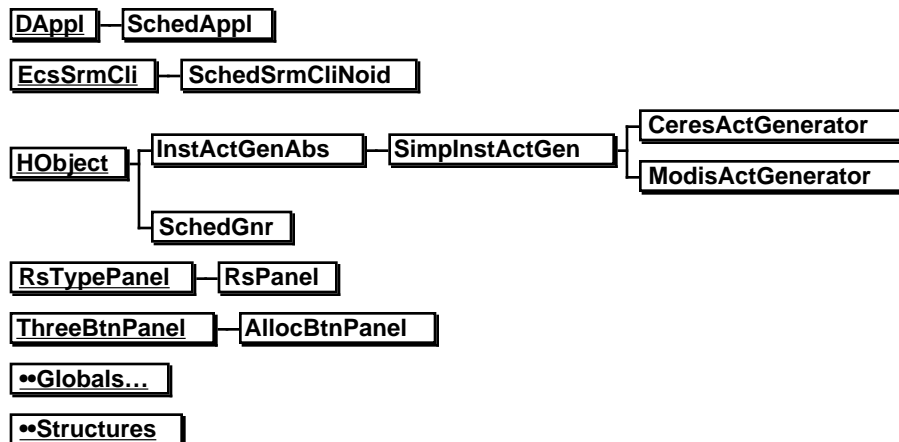 DAppl SchedAppl
EcsSrmCli SchedSrmCliNoid
CeresActGenerator
InstActGenAbs SimpInstActGen
HObject
ModisActGenerator
SchedGnr
RsTypePanel RsPanel
ThreeBtnPanel AllocBtnPanel
••Globals…
••Structures